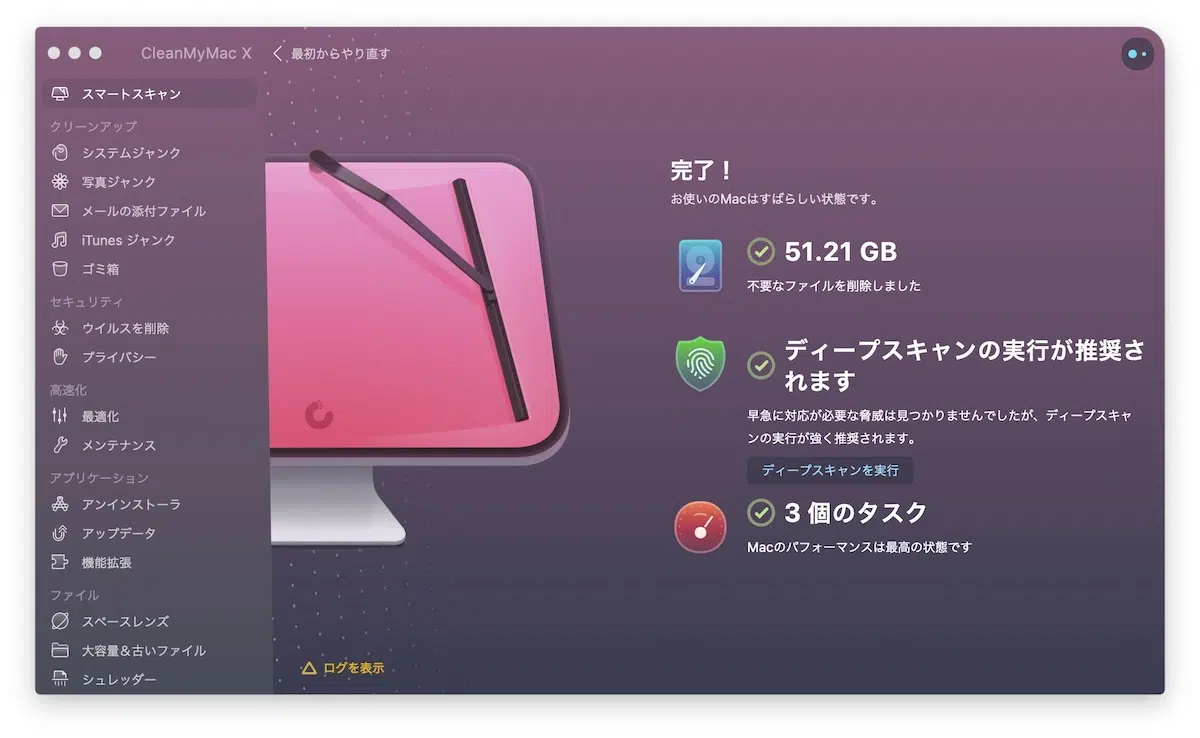 CleanMyMac X
最初からやり直す
スマートスキャン
クリーンアップ
システムジャンク
写真ジャンク
メールの添付ファイル
iTunes ジャンク
ゴミ箱
セキュリティ
ウイルスを削除
プライバシー
高速化
最適化
メンテナンス
アプリケーション
アンインストーラ
アップデータ
機能拡張
ファイル
スペースレンズ
大容量＆古いファイル
シュレッダー
完了！
お使いのMacはすばらしい状態です。
51.21 GB
不要なファイルを削除しました
ディープスキャンの実行が推奨さ
れます
早急に対応が必要な脅威は見つかりませんでしたが、ディープスキャ
ンの実行が強く推奨されます。
ディープスキャンを実行
3 個のタスク
Macのパフォーマンスは最高の状態です
ログを表示